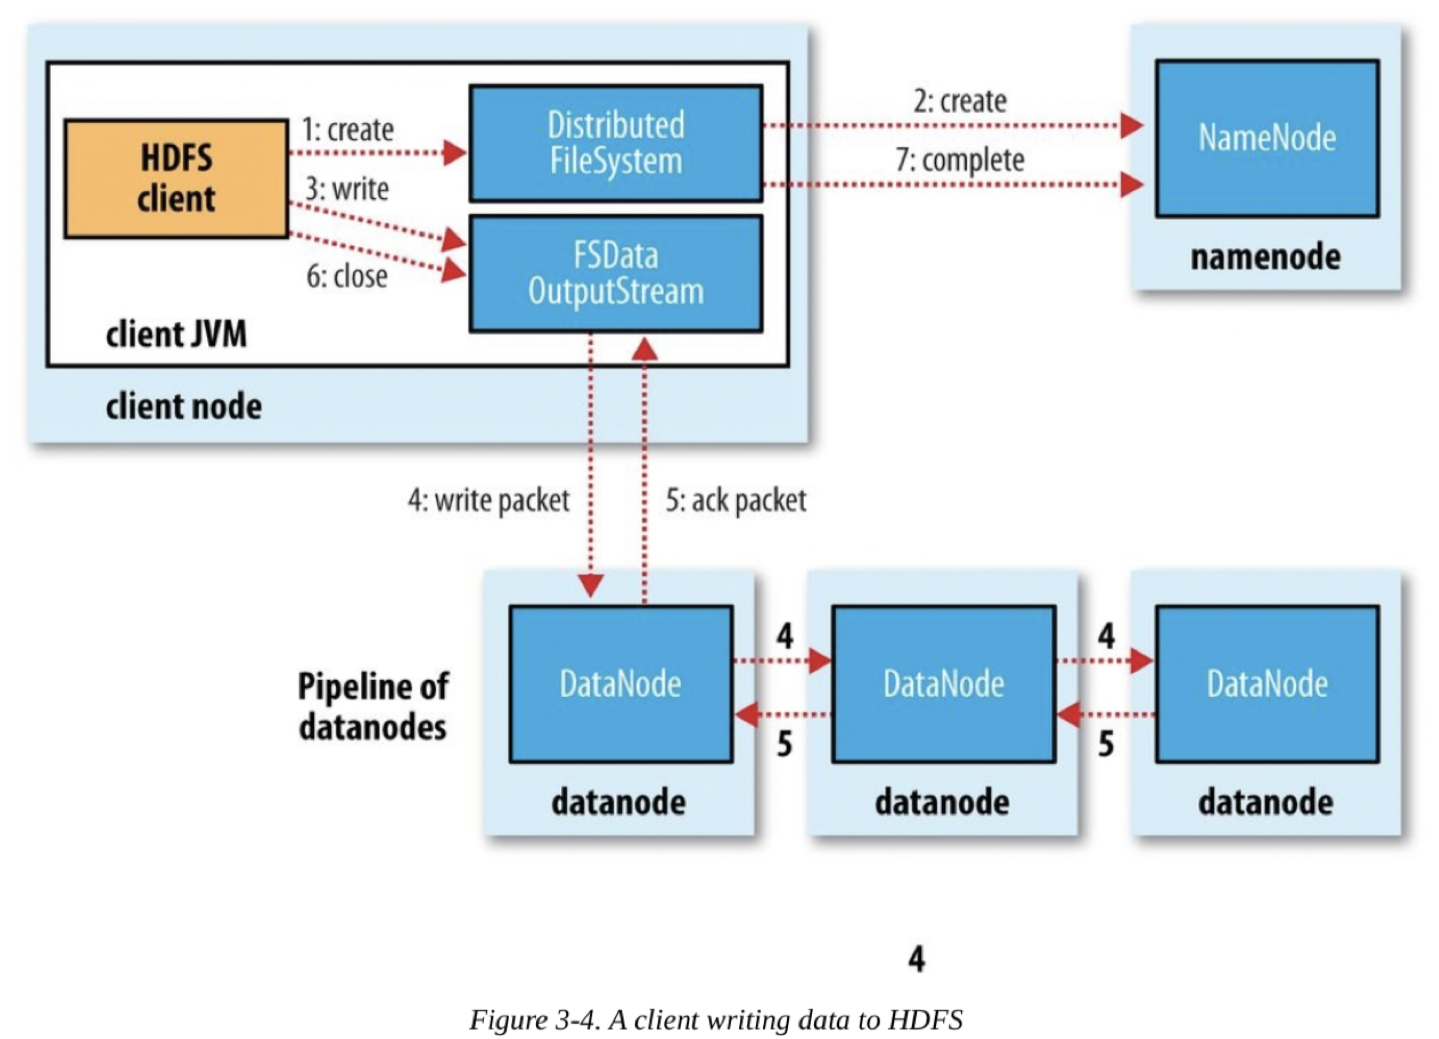 HDFS
client
1: create
3: write
6: close
Distributed
FileSystem
FSData
OutputStream
client JVM
client node
2: create
7: complete
NameNode
namenode
4: write packet
5: ack packet
Pipeline of
datanodes
DataNode
datanode
4
5
DataNode
datanode
4
5
DataNode
datanode
4
Figure 3-4. A client writing data to HDFS